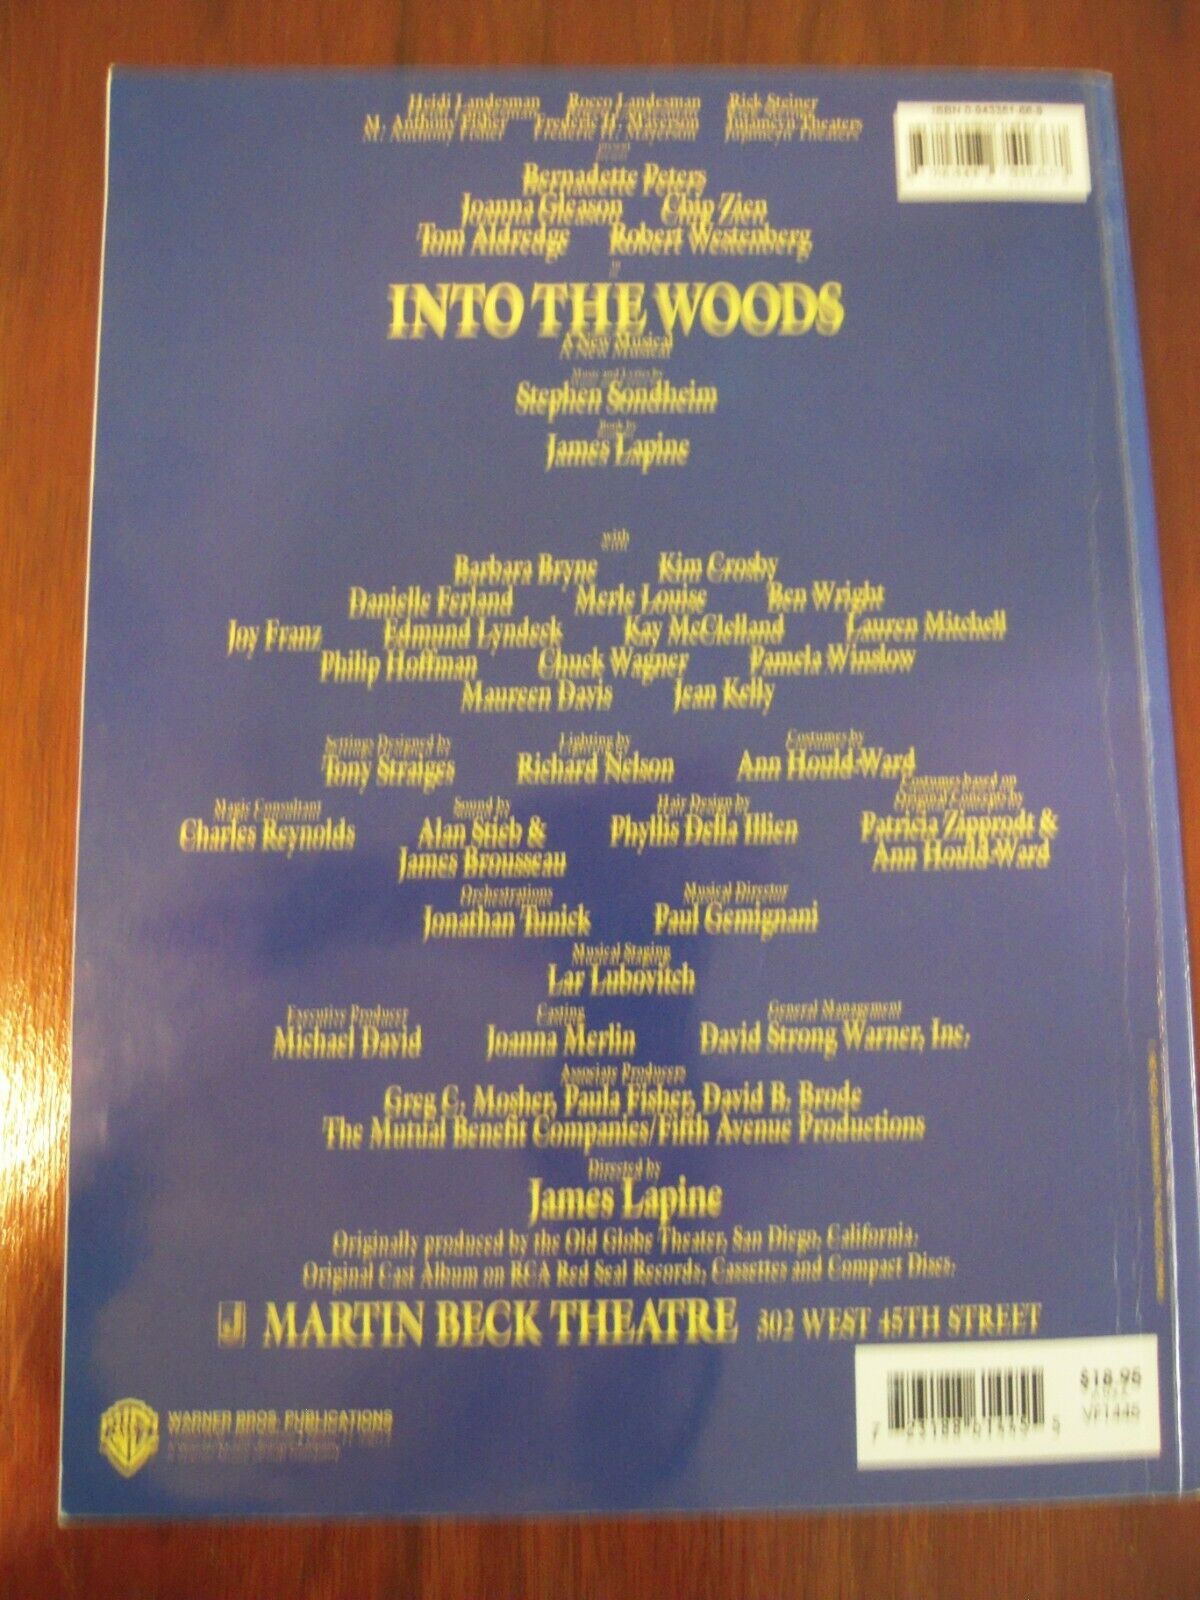 Heidi Landesman Rocco Landesman Rick Steiner
M. Anthony Fisher Frederic H. Mayerson Jujamcyn Theaters
present
Bernadette Peters
Joanna Gleason Chip Zien
Tom Aldredge Robert Westenberg
in
INTO THE WOODS
A New Musical
Music and Lyrics by
Stephen Sondheim
Book by
James Lapine
with
Barbara Bryne Kim Crosby
Danielle Ferland Merle Louise Ben Wright
Joy Franz Edmund Lyndeck Kay McClelland Lauren Mitchell
Philip Hoffman Chuck Wagner Pamela Winslow
Maureen Davis Jean Kelly
Settings Designed by Lighting by Costumes by
Tony Straiges Richard Nelson Ann Hould-Ward
Magic Consultant Sound by Hair Design by Costumes based on Original Concepts by
Charles Reynolds Alan Stieb & James Brousseau Phyllis Della Illien Patricia Zipprodt & Ann Hould-Ward
Orchestrations Musical Director
Jonathan Tunick Paul Gemignani
Musical Staging
Lar Lubovitch
Executive Producer Casting General Management
Michael David Joanna Merlin David Strong Warner, Inc.
Associate Producers
Greg C. Mosher, Paula Fisher, David B. Brode
The Mutual Benefit Companies/Fifth Avenue Productions
Directed by
James Lapine
Originally produced by the Old Globe Theater, San Diego, California.
Original Cast Album on RCA Red Seal Records, Cassettes and Compact Discs.
J MARTIN BECK THEATRE 302 WEST 45TH STREET
WARNER BROS. PUBLICATIONS
A Warner Music Group Company
$18.95
VF1445
7 23188 61445 5